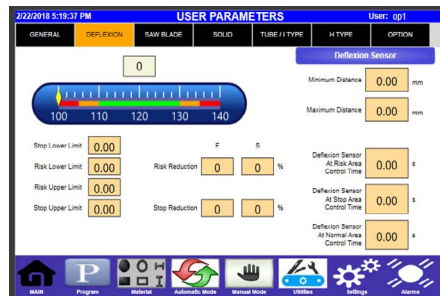 2/22/2018 5:19:37 PM USER PARAMETERS User: op1
GENERAL DEFLEXION SAW BLADE SOLID TUBE / I TYPE H TYPE OPTION
Deflexion Sensor
0
Minimum Distance 0.00 mm
Maximum Distance 0.00 mm
100 110 120 130 140
Stop Lower Limit 0.00
Risk Lower Limit 0.00
Risk Upper Limit 0.00
Stop Upper Limit 0.00
F S
Risk Reduction 0 0 %
Stop Reduction 0 0 %
Deflexion Sensor
At Risk Area
Control Time
0.00 s
Deflexion Sensor
At Stop Area
Control Time
0.00 s
Deflexion Sensor
At Normal Area
Control Time
0.00 s
MAIN Program Material Automatic Mode Manual Mode Utilities Settings Alarms